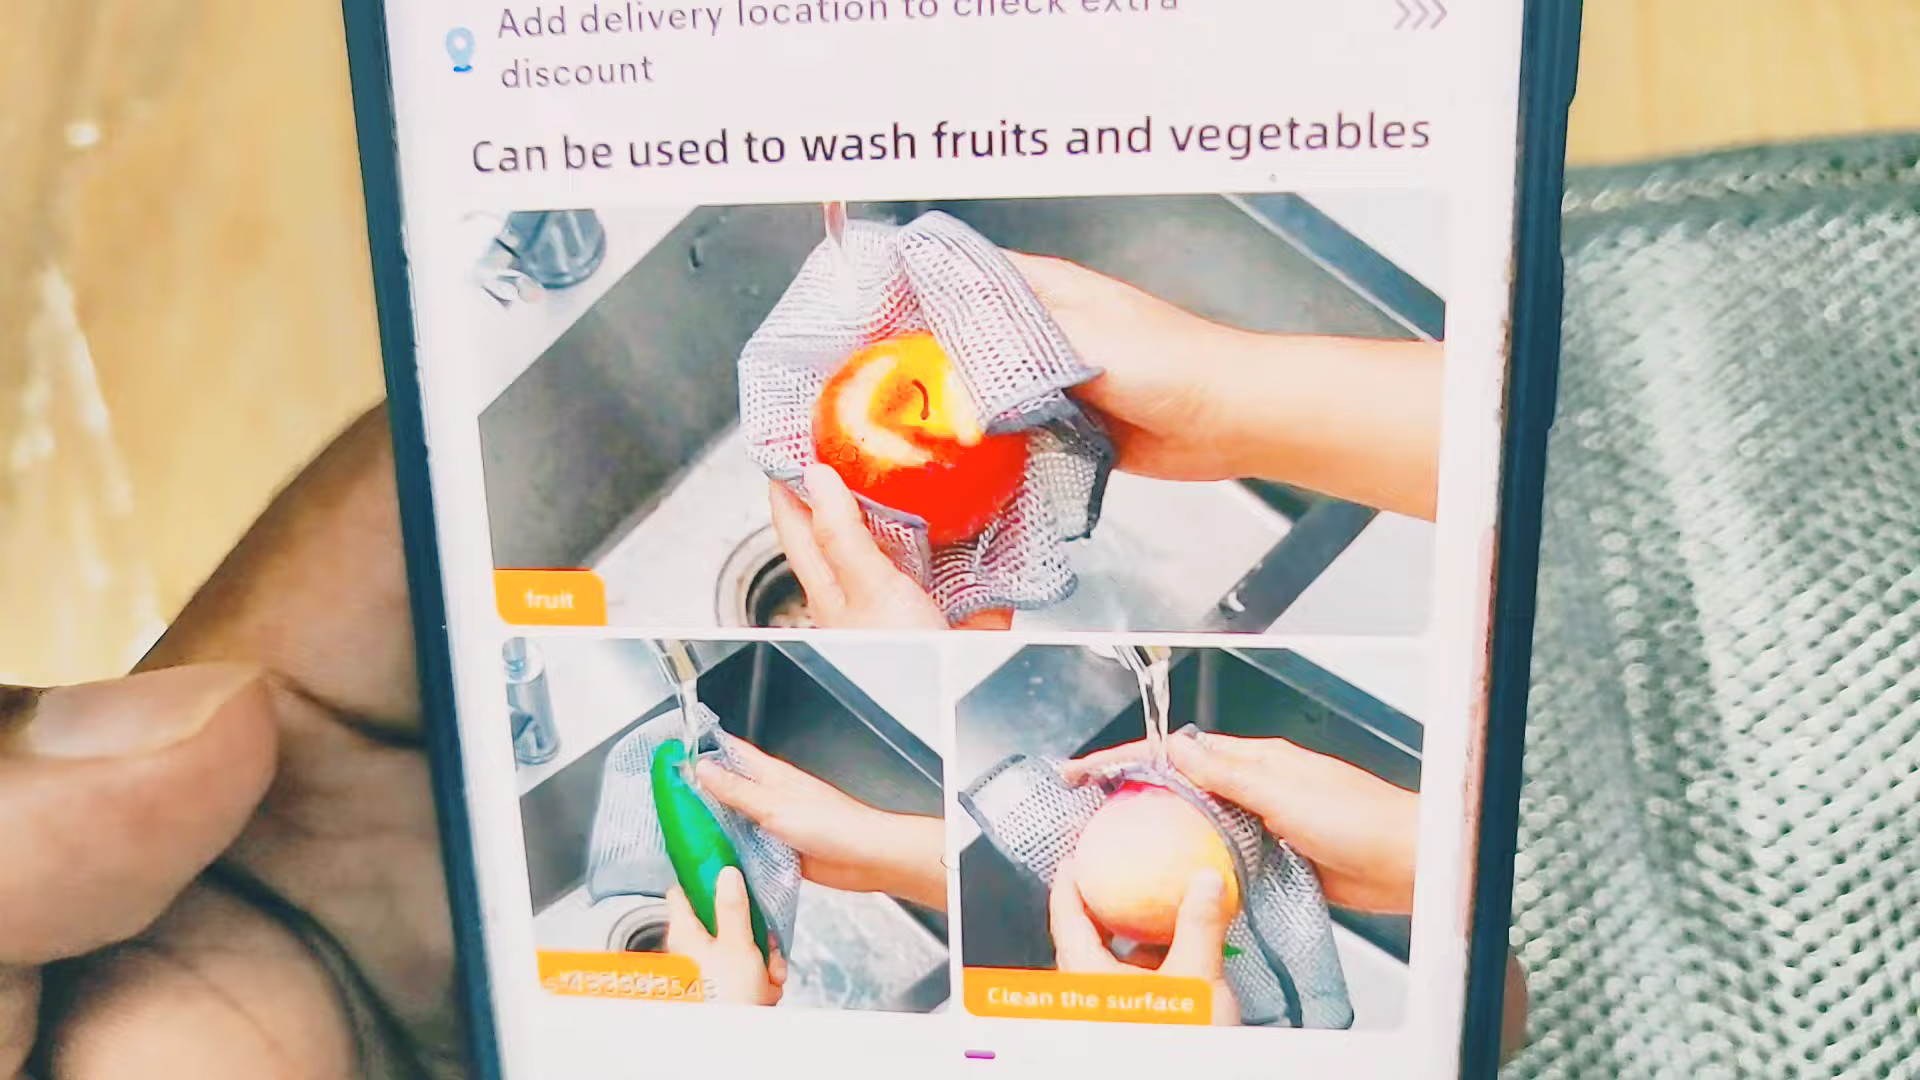 Add delivery location to check extra
discount
Can be used to wash fruits and vegetables
fruit
Clean the surface